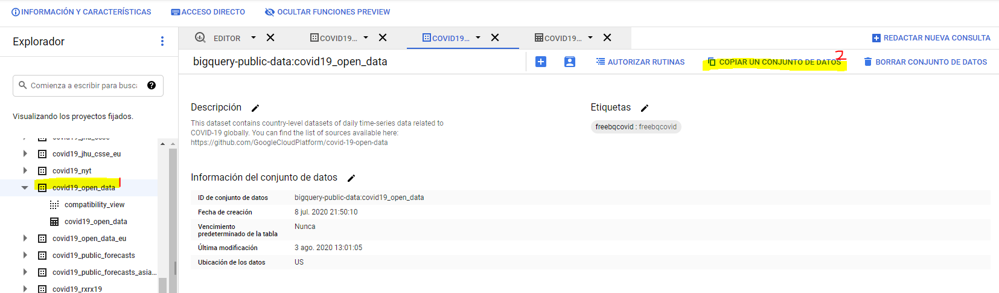 INFORMACIÓN Y CARACTERÍSTICAS ACCESO DIRECTO OCULTAR FUNCIONES PREVIEW
Explorador
EDITOR COVID19... COVID19... COVID19...
REDACTAR NUEVA CONSULTA
bigquery-public-data:covid19_open_data
AUTORIZAR RUTINAS COPIAR UN CONJUNTO DE DATOS 2 BORRAR CONJUNTO DE DATOS
Comienza a escribir para busca
Visualizando los proyectos fijados.
covid19_jhu_csse
covid19_jhu_csse_eu
covid19_nyt
covid19_open_data 1
compatibility_view
covid19_open_data
covid19_open_data_eu
covid19_public_forecasts
covid19_public_forecasts_asia...
covid19_rxrx19
Descripción
This dataset contains country-level datasets of daily time-series data related to
COVID-19 globally. You can find the list of sources available here:
https://github.com/GoogleCloudPlatform/covid-19-open-data
Etiquetas
freebqcovid : freebqcovid
Información del conjunto de datos
ID de conjunto de datos bigquery-public-data:covid19_open_data
Fecha de creación 8 jul. 2020 21:50:10
Vencimiento
predeterminado de la tabla Nunca
Última modificación 3 ago. 2020 13:01:05
Ubicación de los datos US